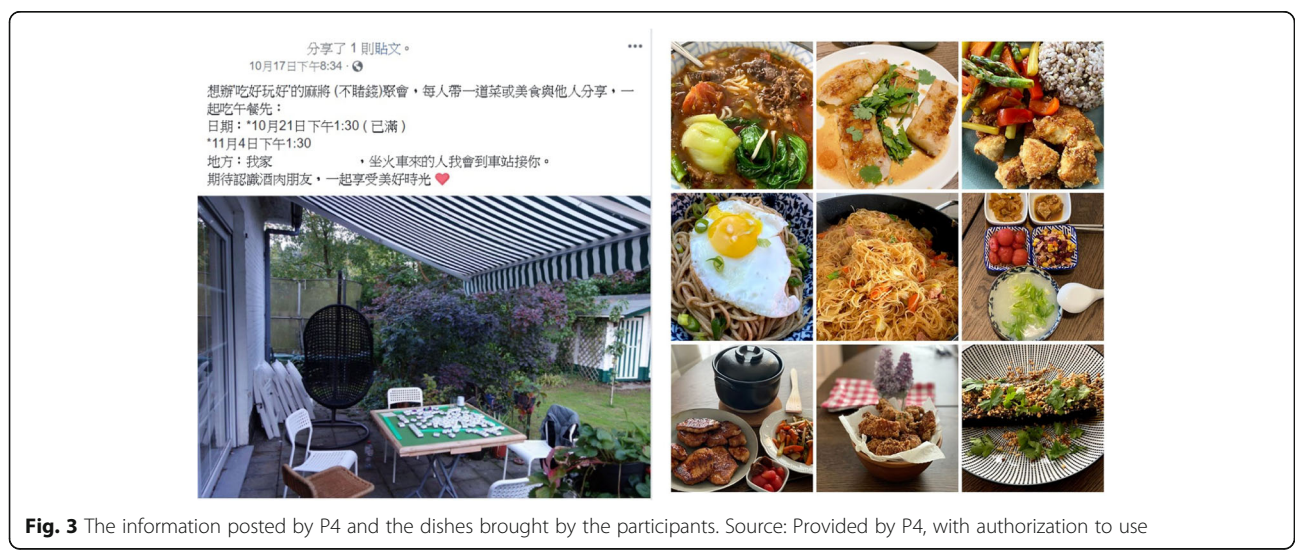 分享了 1 則貼文。
10月17日下午8:34 ·
想辦'吃好玩好'的麻將 (不賭錢)聚會，每人帶一道菜或美食與他人分享，一
起吃午餐先：
日期：*10月21日下午1:30 ( 已滿 )
*11月4日下午1:30
地方：我家 ，坐火車來的人我會到車站接你。
期待認識酒肉朋友，一起享受美好時光
Fig. 3 The information posted by P4 and the dishes brought by the participants. Source: Provided by P4, with authorization to use